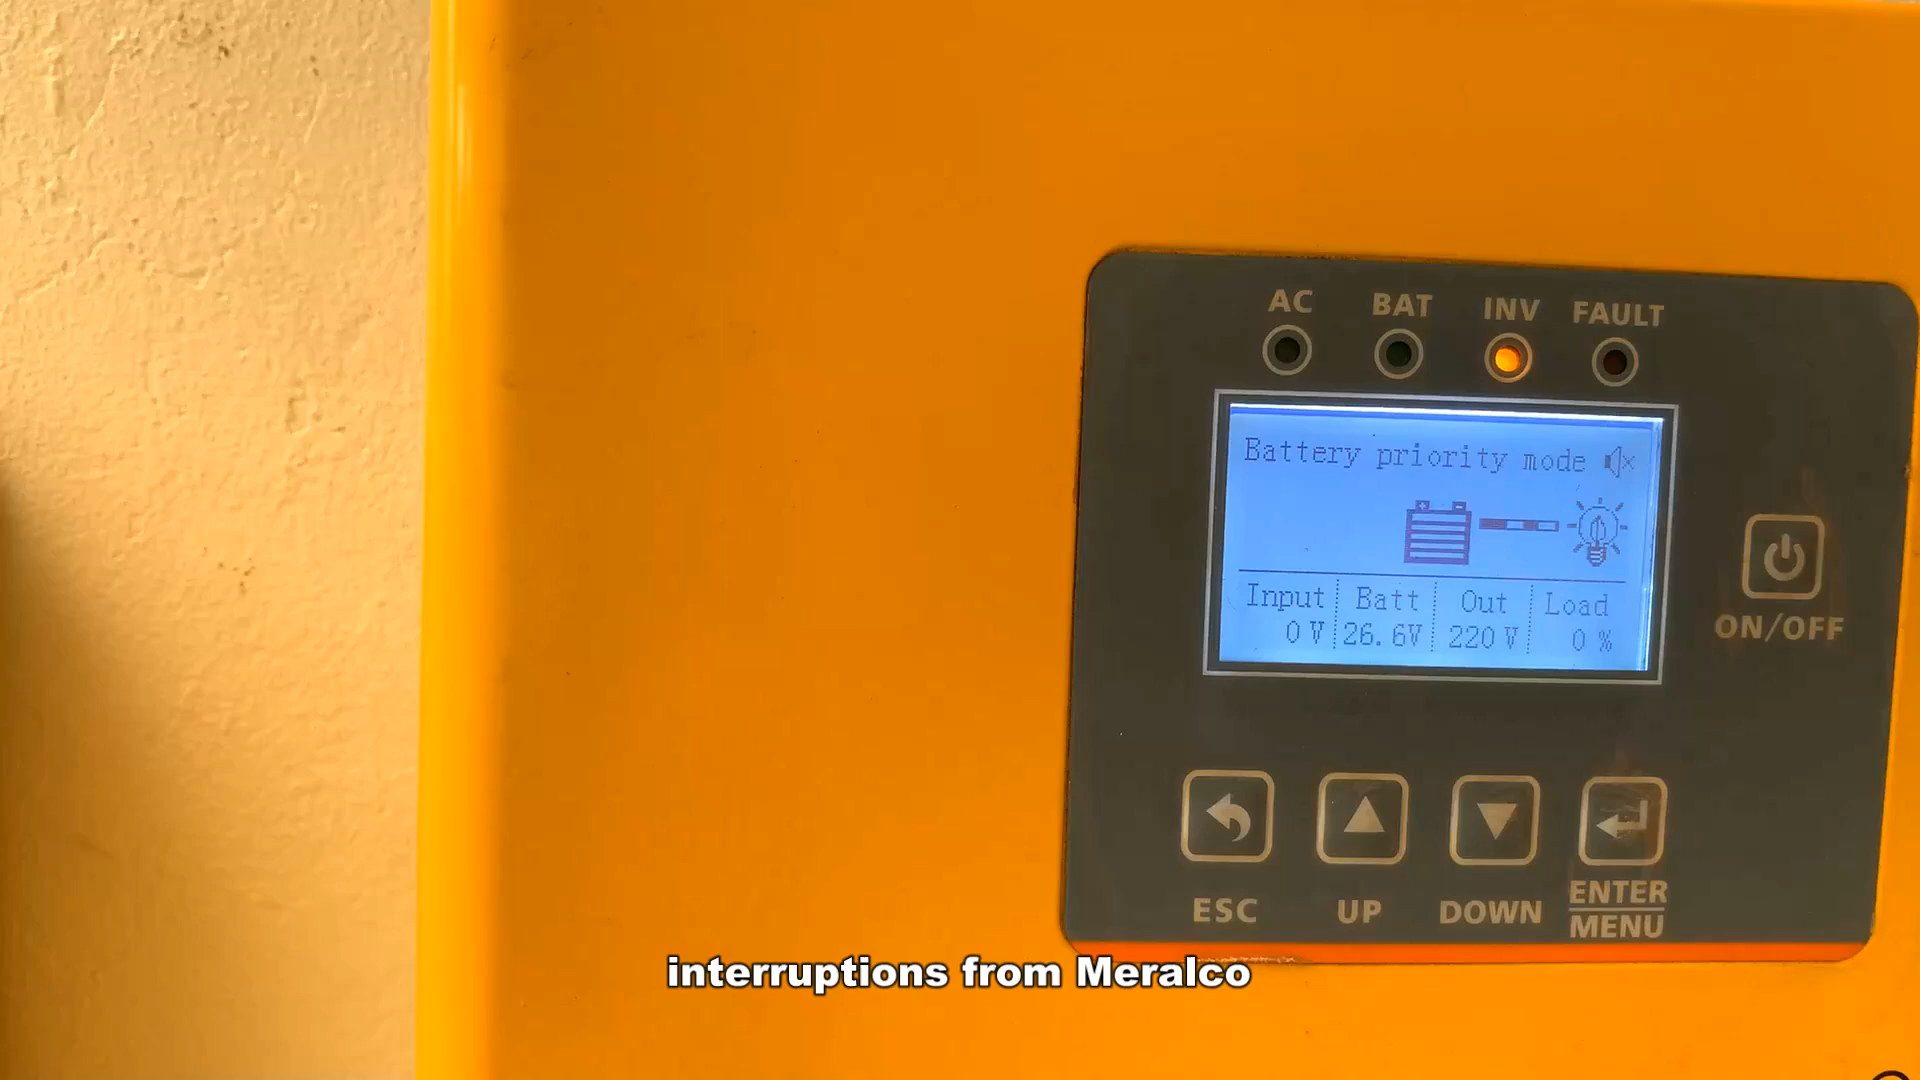 AC BAT INV FAULT
Battery priority mode
Input Batt Out Load
0 V 26.6V 220 V 0 %
ON/OFF
ESC UP DOWN ENTER
MENU
interruptions from Meralco